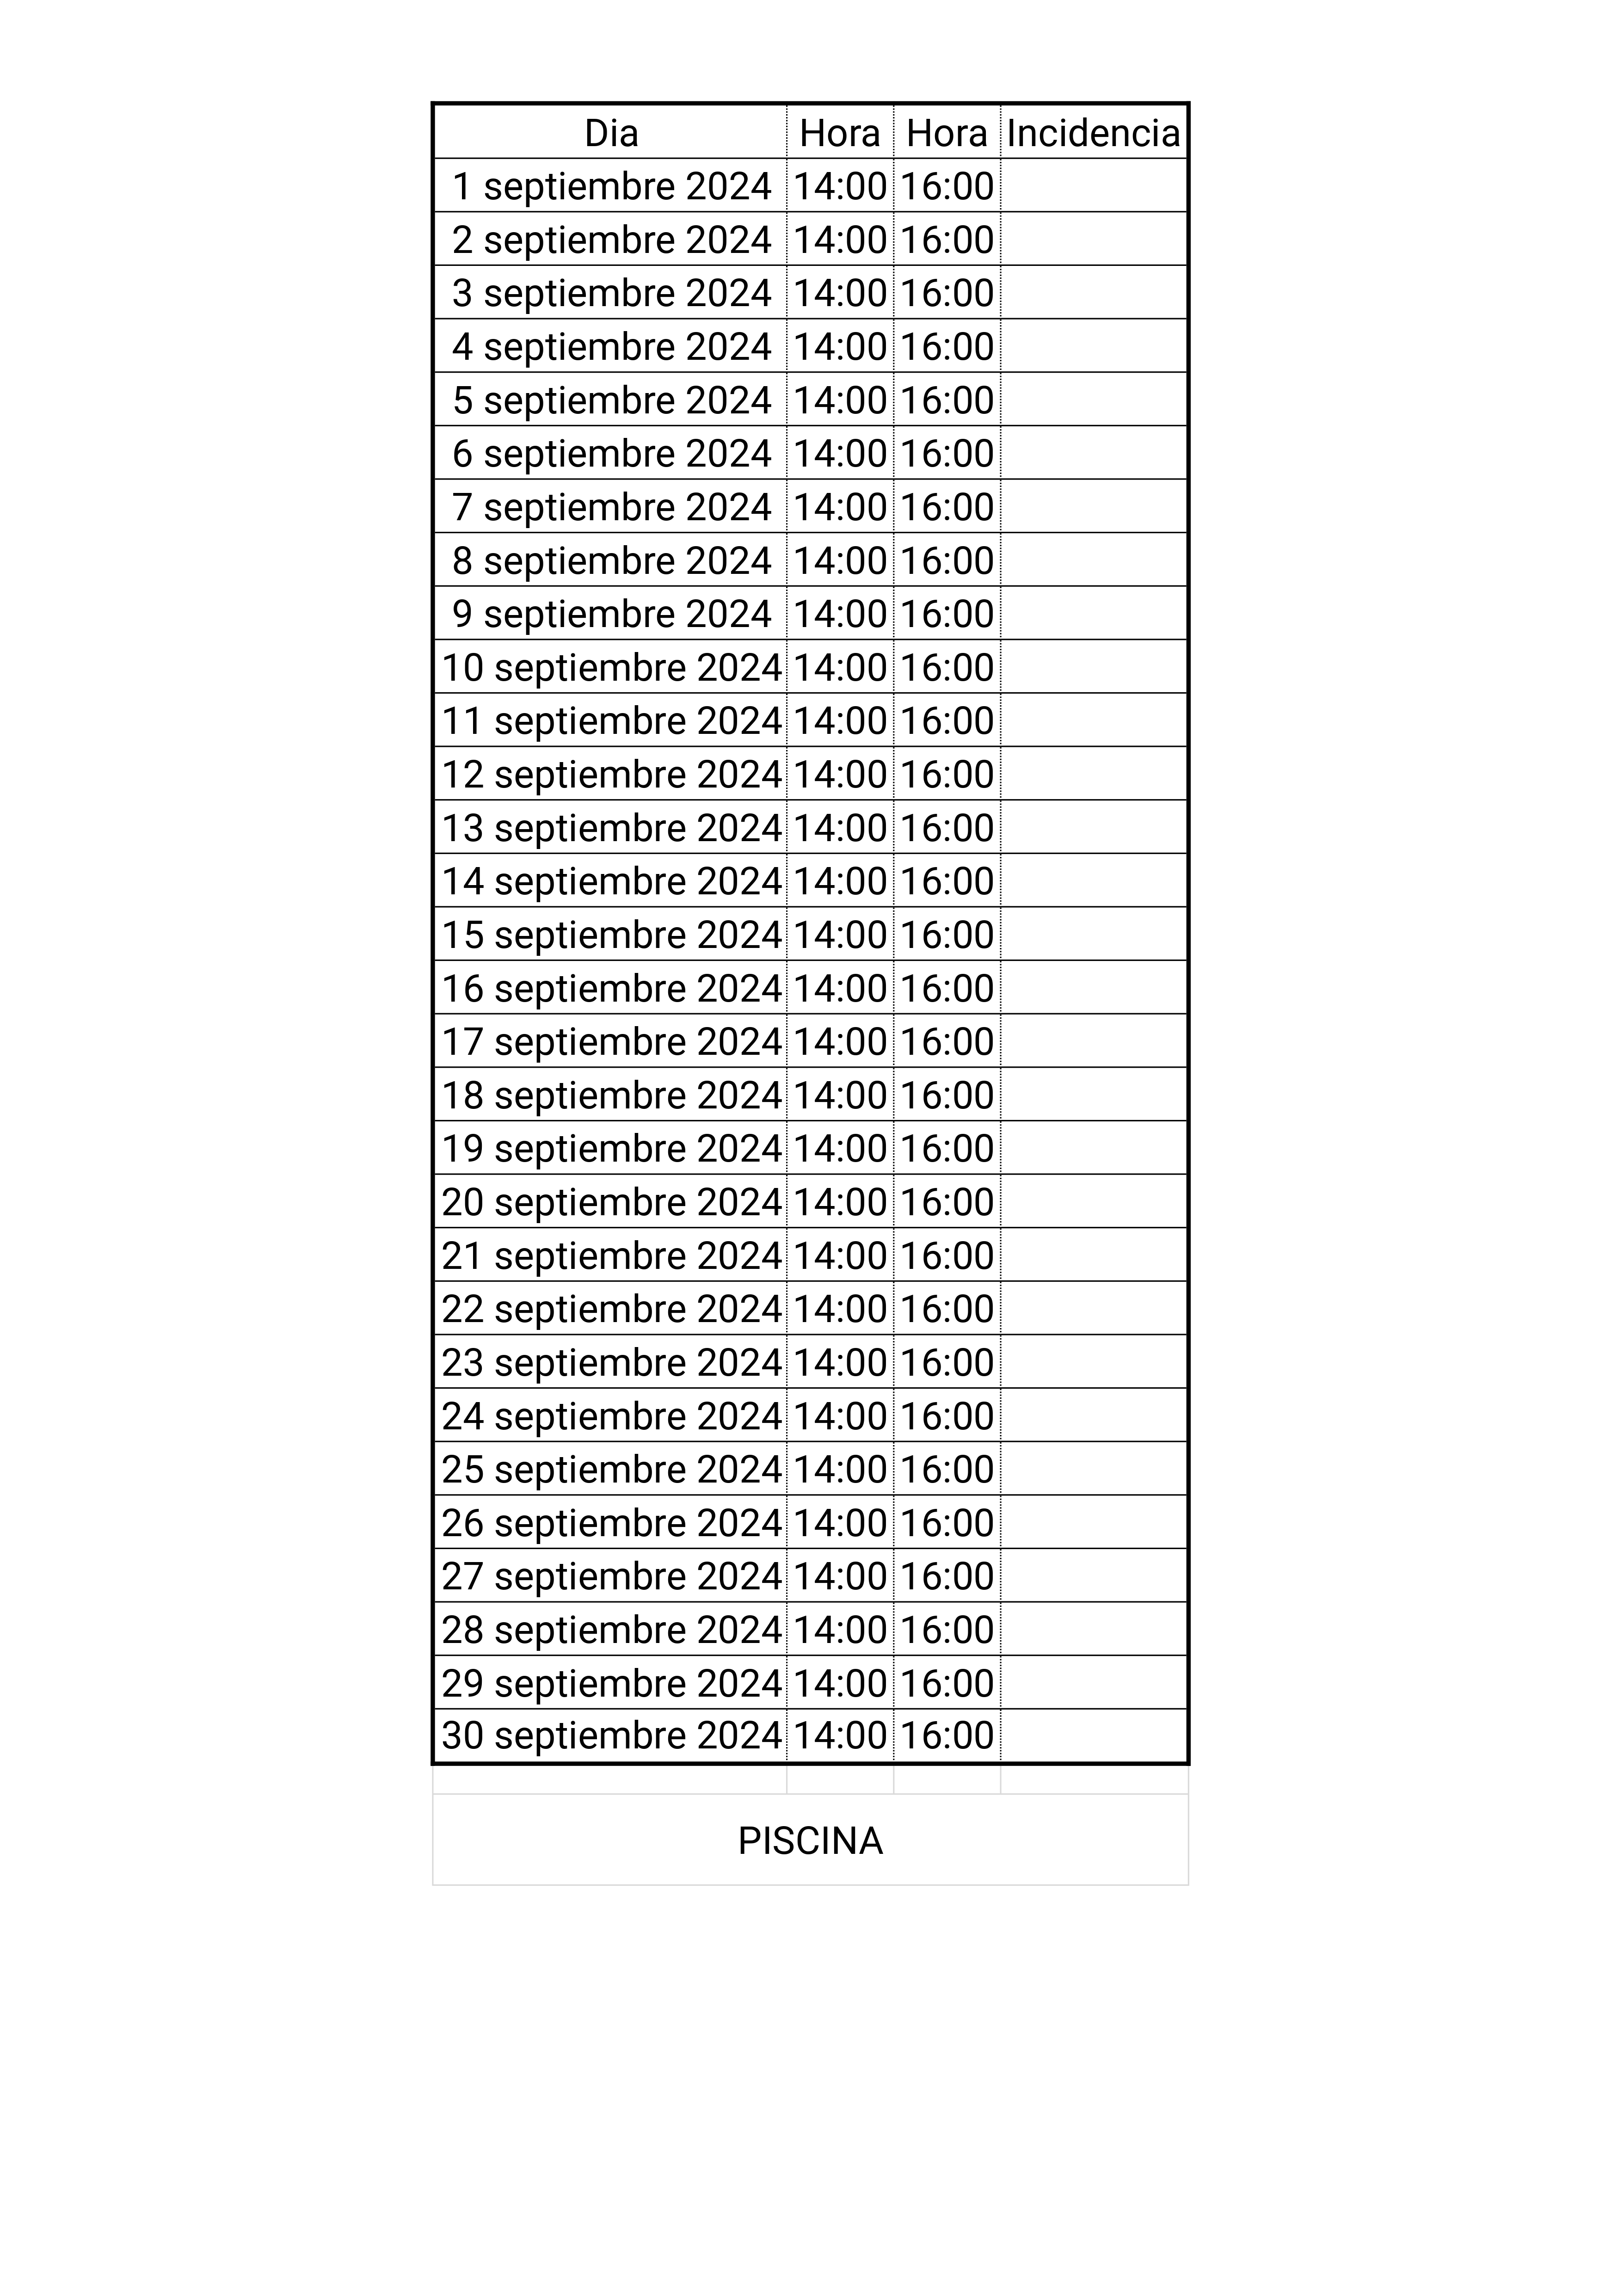 Dia Hora Hora Incidencia
1 septiembre 2024 14:00 16:00
2 septiembre 2024 14:00 16:00
3 septiembre 2024 14:00 16:00
4 septiembre 2024 14:00 16:00
5 septiembre 2024 14:00 16:00
6 septiembre 2024 14:00 16:00
7 septiembre 2024 14:00 16:00
8 septiembre 2024 14:00 16:00
9 septiembre 2024 14:00 16:00
10 septiembre 2024 14:00 16:00
11 septiembre 2024 14:00 16:00
12 septiembre 2024 14:00 16:00
13 septiembre 2024 14:00 16:00
14 septiembre 2024 14:00 16:00
15 septiembre 2024 14:00 16:00
16 septiembre 2024 14:00 16:00
17 septiembre 2024 14:00 16:00
18 septiembre 2024 14:00 16:00
19 septiembre 2024 14:00 16:00
20 septiembre 2024 14:00 16:00
21 septiembre 2024 14:00 16:00
22 septiembre 2024 14:00 16:00
23 septiembre 2024 14:00 16:00
24 septiembre 2024 14:00 16:00
25 septiembre 2024 14:00 16:00
26 septiembre 2024 14:00 16:00
27 septiembre 2024 14:00 16:00
28 septiembre 2024 14:00 16:00
29 septiembre 2024 14:00 16:00
30 septiembre 2024 14:00 16:00
PISCINA